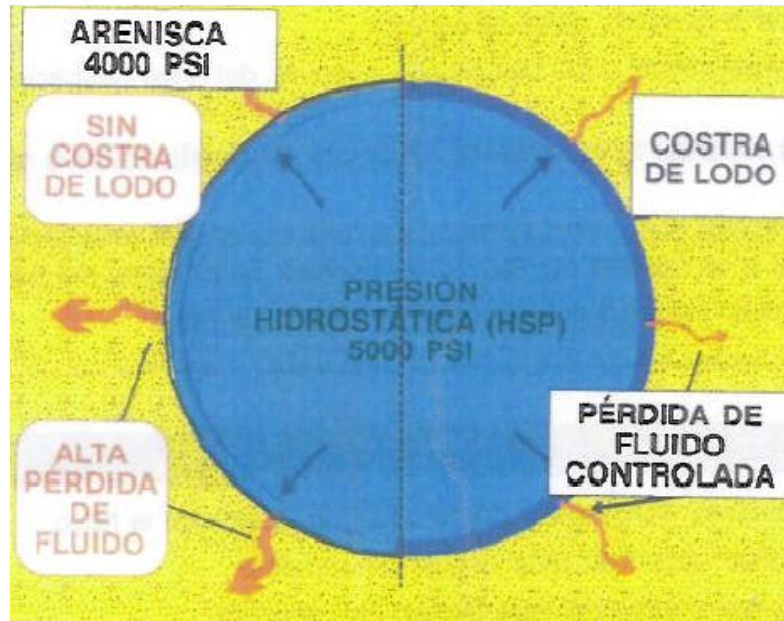 ARENISCA
4000 PSI
SIN
COSTRA
DE LODO
COSTRA
DE LODO
PRESIÓN
HIDROSTÁTICA (HSP)
5000 PSI
ALTA
PÉRDIDA
DE
FLUIDO
PÉRDIDA DE
FLUIDO
CONTROLADA